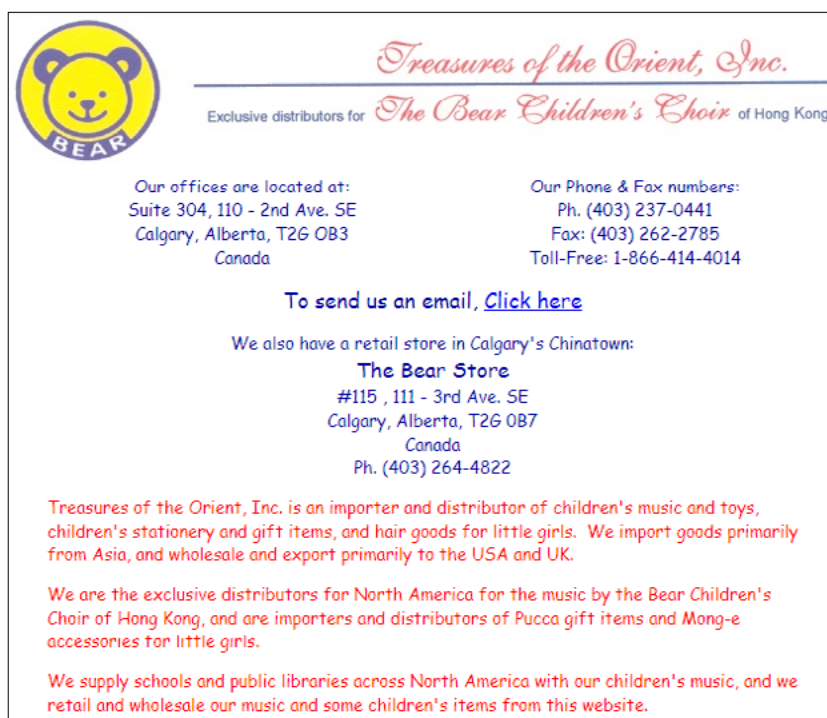 BEAR
Treasures of the Orient, Inc.
Exclusive distributors for The Bear Children's Choir of Hong Kong
Our offices are located at:
Suite 304, 110 - 2nd Ave. SE
Calgary, Alberta, T2G OB3
Canada
Our Phone & Fax numbers:
Ph. (403) 237-0441
Fax: (403) 262-2785
Toll-Free: 1-866-414-4014
To send us an email, Click here
We also have a retail store in Calgary's Chinatown:
The Bear Store
#115 , 111 - 3rd Ave. SE
Calgary, Alberta, T2G 0B7
Canada
Ph. (403) 264-4822
Treasures of the Orient, Inc. is an importer and distributor of children's music and toys,
children's stationery and gift items, and hair goods for little girls. We import goods primarily
from Asia, and wholesale and export primarily to the USA and UK.
We are the exclusive distributors for North America for the music by the Bear Children's
Choir of Hong Kong, and are importers and distributors of Pucca gift items and Mong-e
accessories for little girls.
We supply schools and public libraries across North America with our children's music, and we
retail and wholesale our music and some children's items from this website.